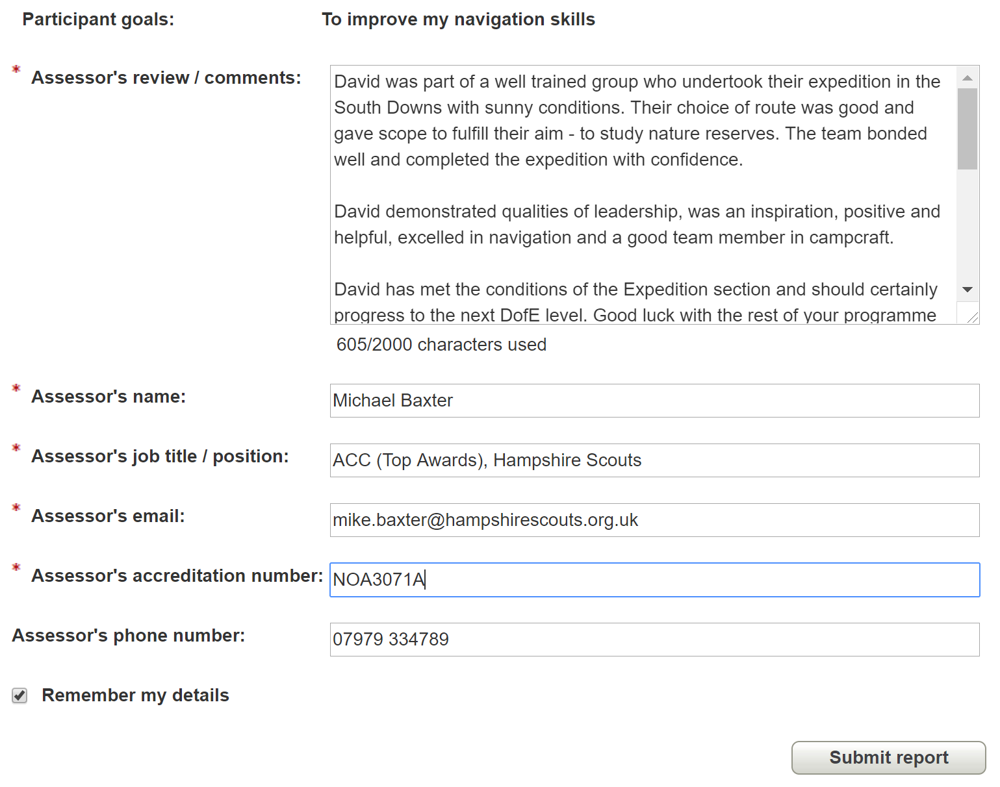 Participant goals: To improve my navigation skills
* Assessor's review / comments:
David was part of a well trained group who undertook their expedition in the
South Downs with sunny conditions. Their choice of route was good and
gave scope to fulfill their aim - to study nature reserves. The team bonded
well and completed the expedition with confidence.
David demonstrated qualities of leadership, was an inspiration, positive and
helpful, excelled in navigation and a good team member in campcraft.
David has met the conditions of the Expedition section and should certainly
progress to the next DofE level. Good luck with the rest of your programme
605/2000 characters used
* Assessor's name: Michael Baxter
* Assessor's job title / position: ACC (Top Awards), Hampshire Scouts
* Assessor's email: mike.baxter@hampshirescouts.org.uk
* Assessor's accreditation number: NOA3071A
Assessor's phone number: 07979 334789
Remember my details
Submit report